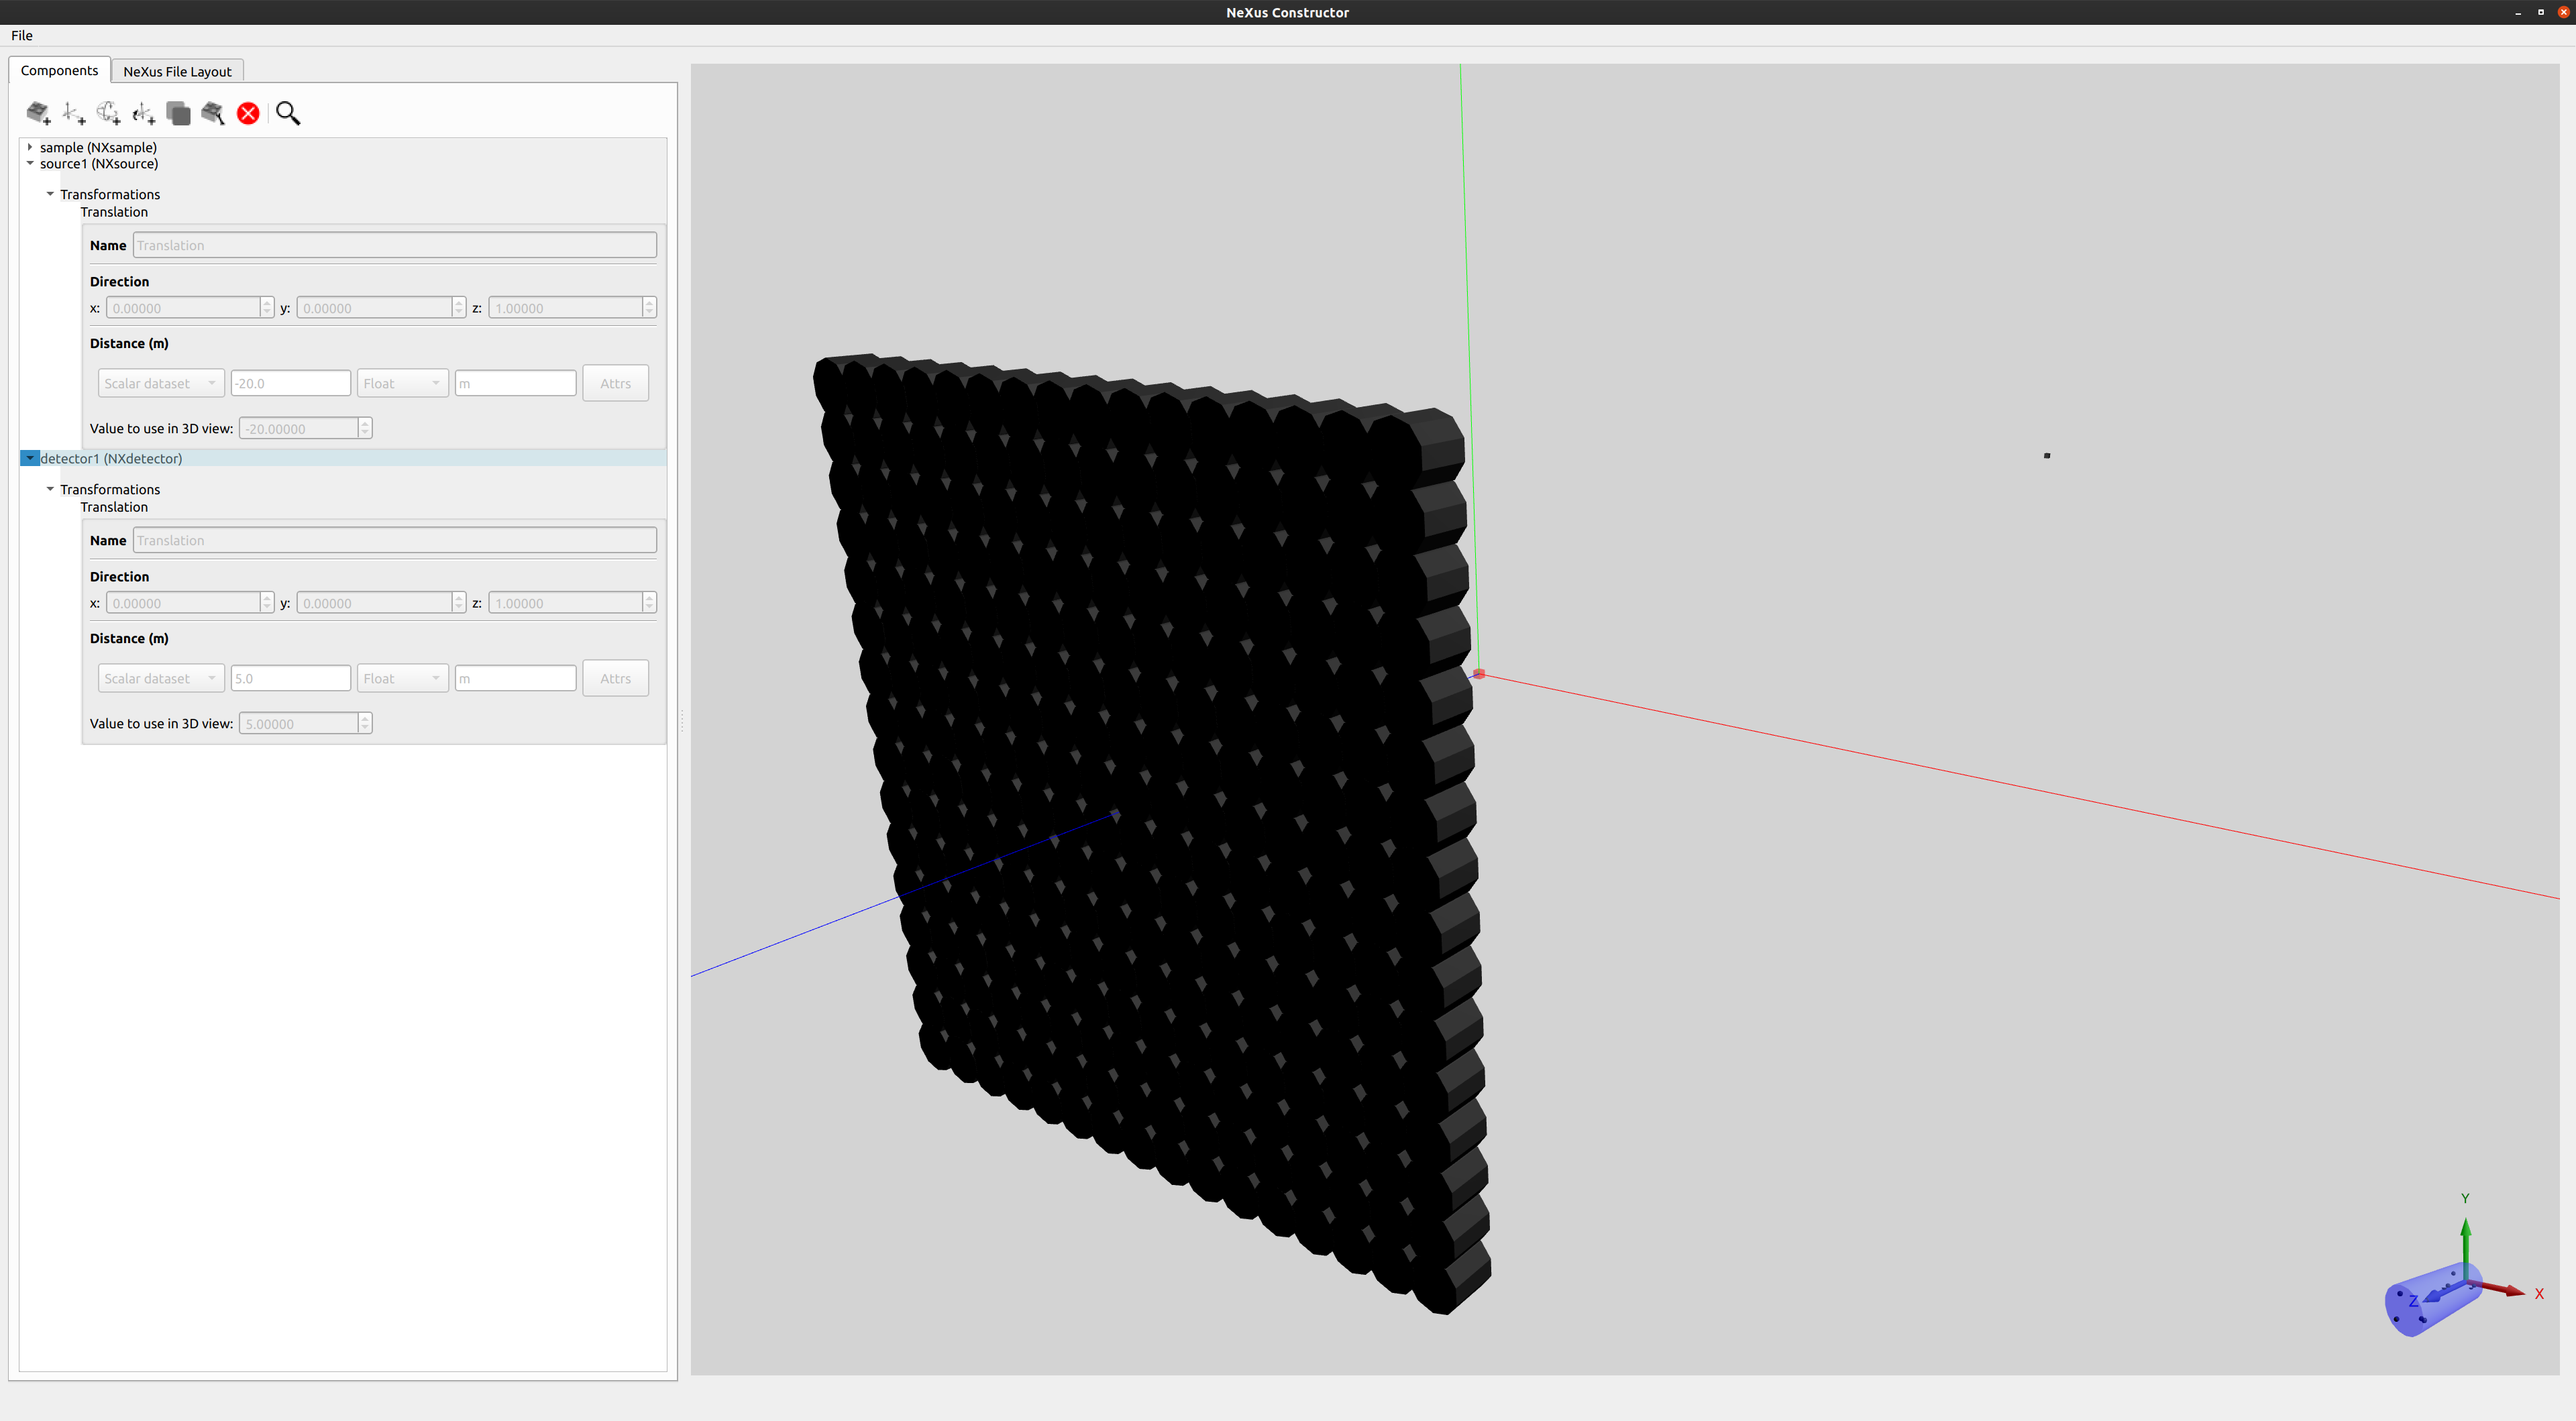 NeXus Constructor
File
Components NeXus File Layout
sample (NXsample)
source1 (NXsource)
Transformations
Translation
Name Translation
Direction
x: 0.00000 y: 0.00000 z: 1.00000
Distance (m)
Scalar dataset -20.0 Float m Attrs
Value to use in 3D view: -20.00000
detector1 (NXdetector)
Transformations
Translation
Name Translation
Direction
x: 0.00000 y: 0.00000 z: 1.00000
Distance (m)
Scalar dataset 5.0 Float m Attrs
Value to use in 3D view: 5.00000
Y
Z X